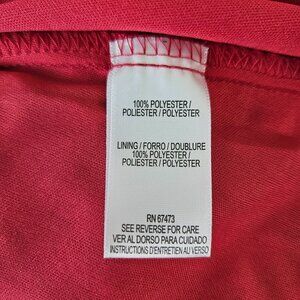 100% POLYESTER /
POLIESTER / POLYESTER
LINING / FORRO / DOUBLURE
100% POLYESTER /
POLIESTER / POLYESTER
RN 67473
SEE REVERSE FOR CARE
VER AL DORSO PARA CUIDADO
INSTRUCTIONS D'ENTRETIEN AU VERSO